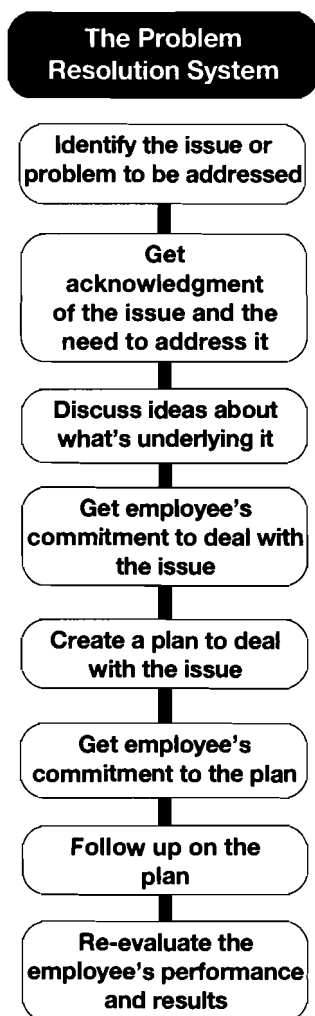 The Problem
Resolution System
Identify the issue or
problem to be addressed
Get
acknowledgment
of the issue and the
need to address it
Discuss ideas about
what's underlying it
Get employee's
commitment to deal with
the issue
Create a plan to deal
with the issue
Get employee's
commitment to the plan
Follow up on the
plan
Re-evaluate the
employee's performance
and results